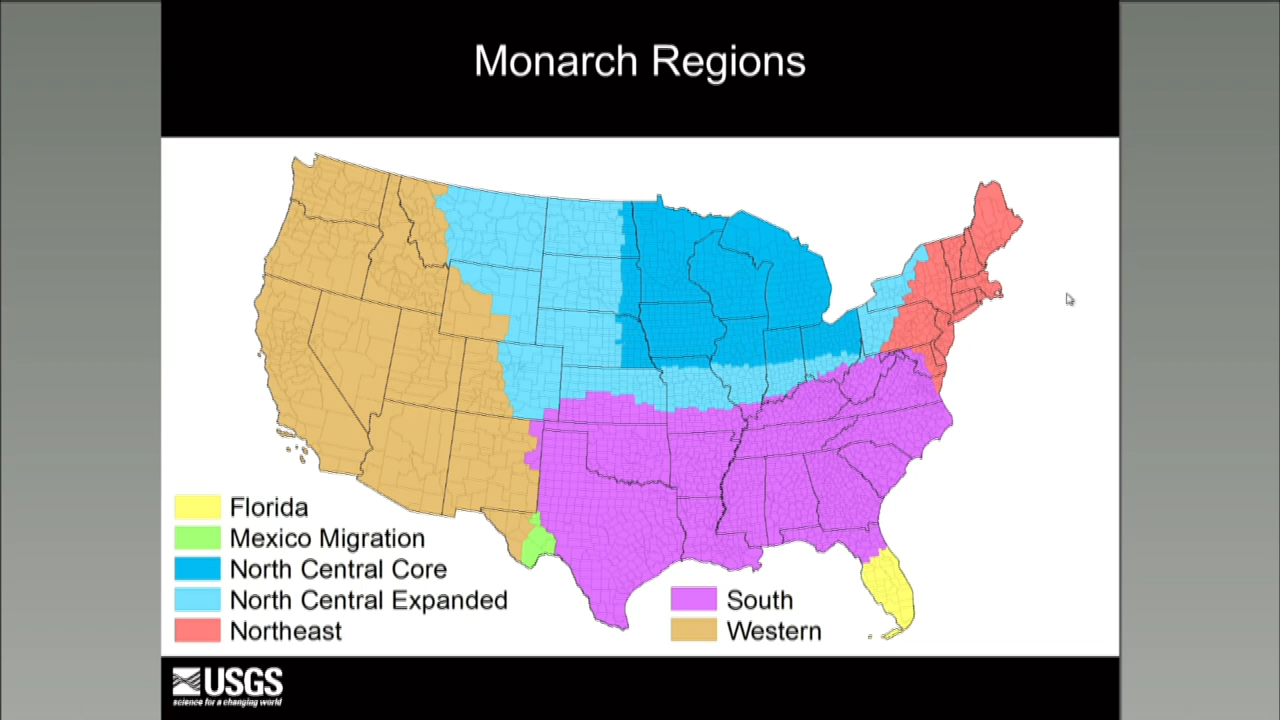 Monarch Regions
Florida
Mexico Migration
North Central Core
North Central Expanded
Northeast
South
Western
USGS
science for a changing world